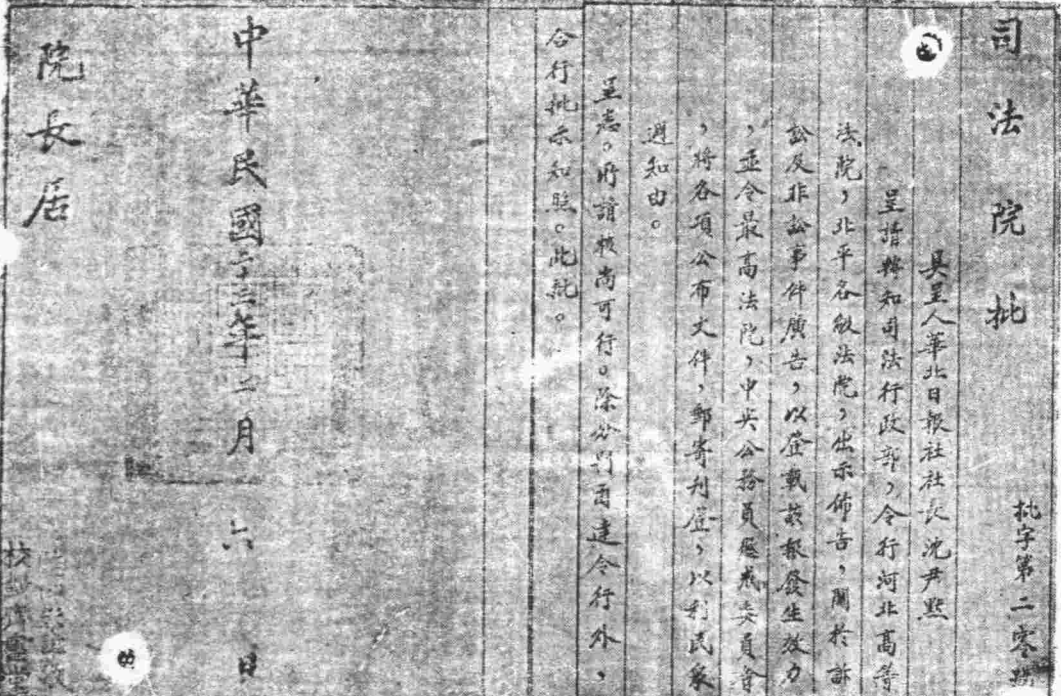 司法院批
批字第二零號
具呈人華北日報社社長沈尹默
呈請轉知司法行政部,令行河北高等
法院,北平各級法院,出示佈告,關於訴
訟及非訟事件廣告,以登載該報發生效力
,並令最高法院,中央公務員懲戒委員會
,將各項公布文件,郵寄刊登,以利民衆
週知由。
呈悉。所請核尚可行。除分別函達令行外,
合行批示知照。此批。
中華民國二十三年 月 六 日
院長居
校對